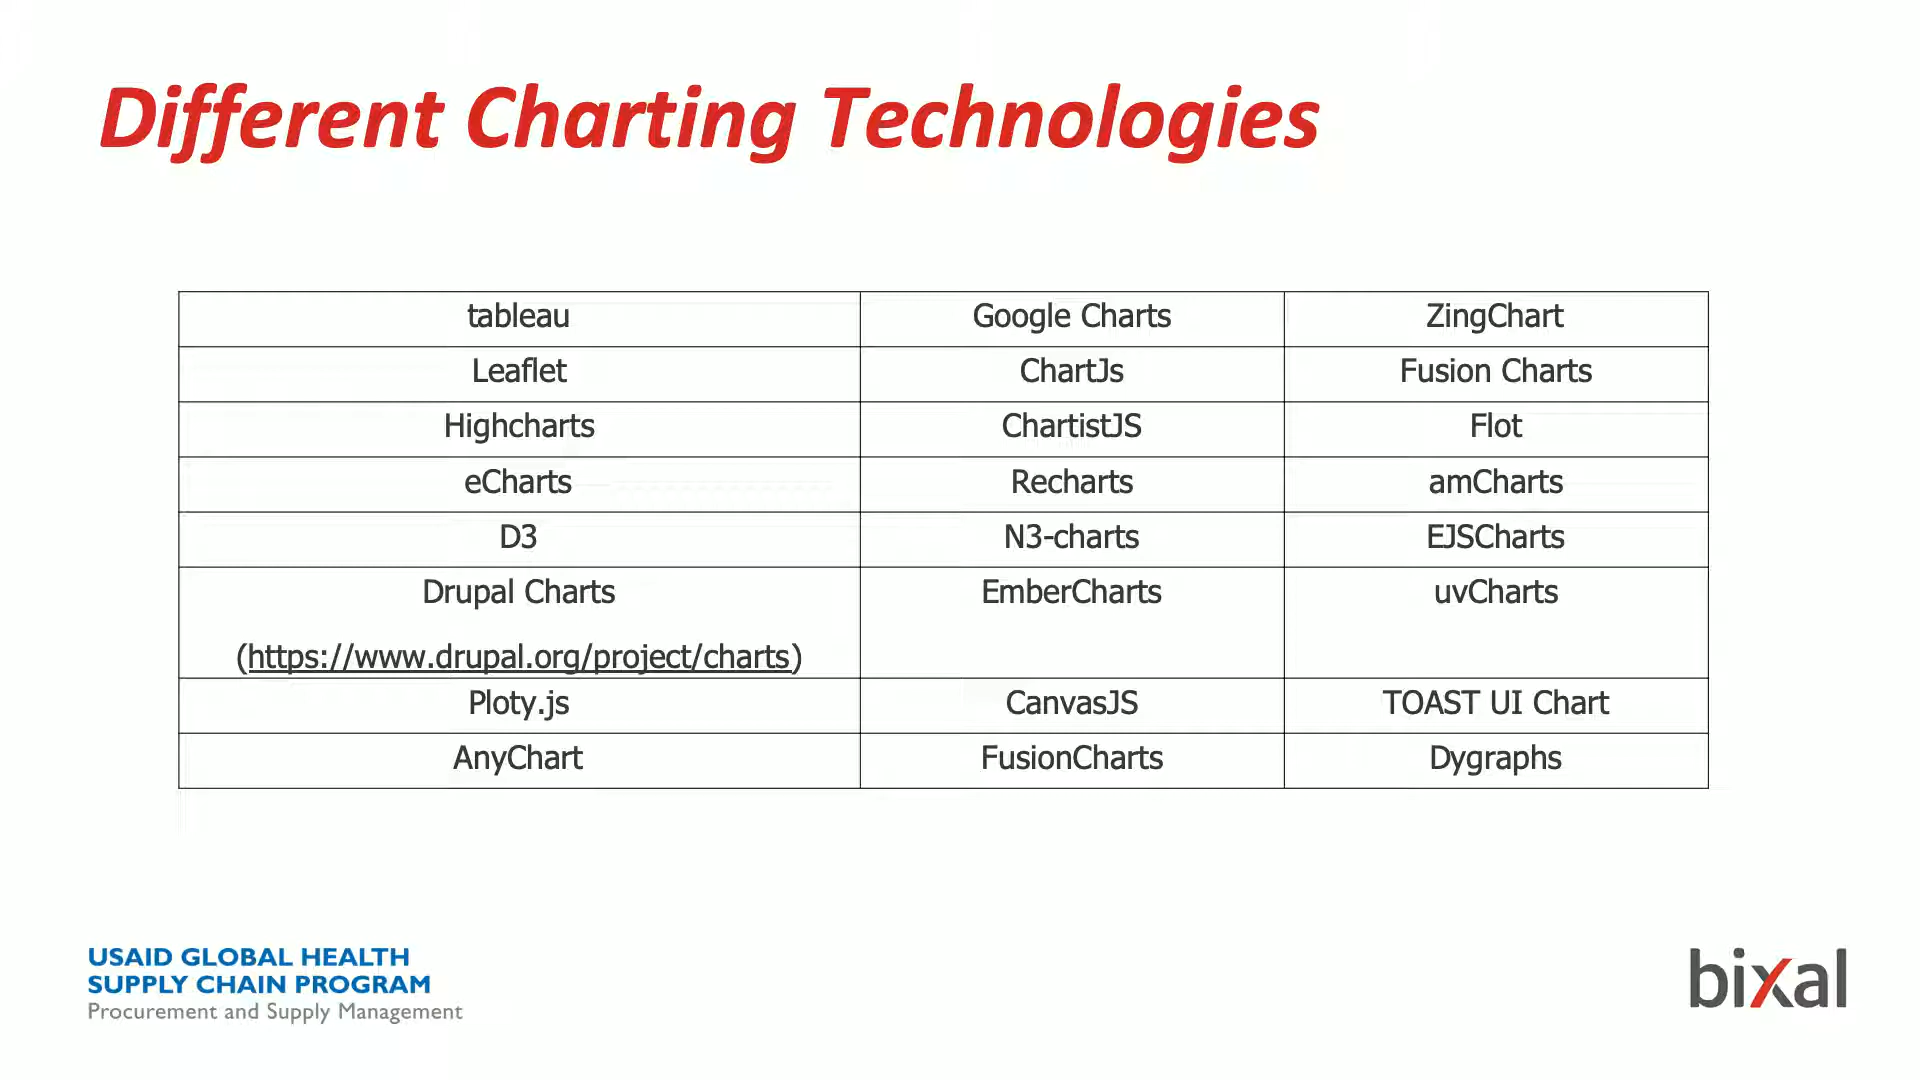 Different Charting Technologies
tableau Google Charts ZingChart
Leaflet ChartJs Fusion Charts
Highcharts ChartistJS Flot
eCharts Recharts amCharts
D3 N3-charts EJSCharts
Drupal Charts EmberCharts uvCharts
(https://www.drupal.org/project/charts)
Ploty.js CanvasJS TOAST UI Chart
AnyChart FusionCharts Dygraphs
USAID GLOBAL HEALTH
SUPPLY CHAIN PROGRAM
Procurement and Supply Management
bixal